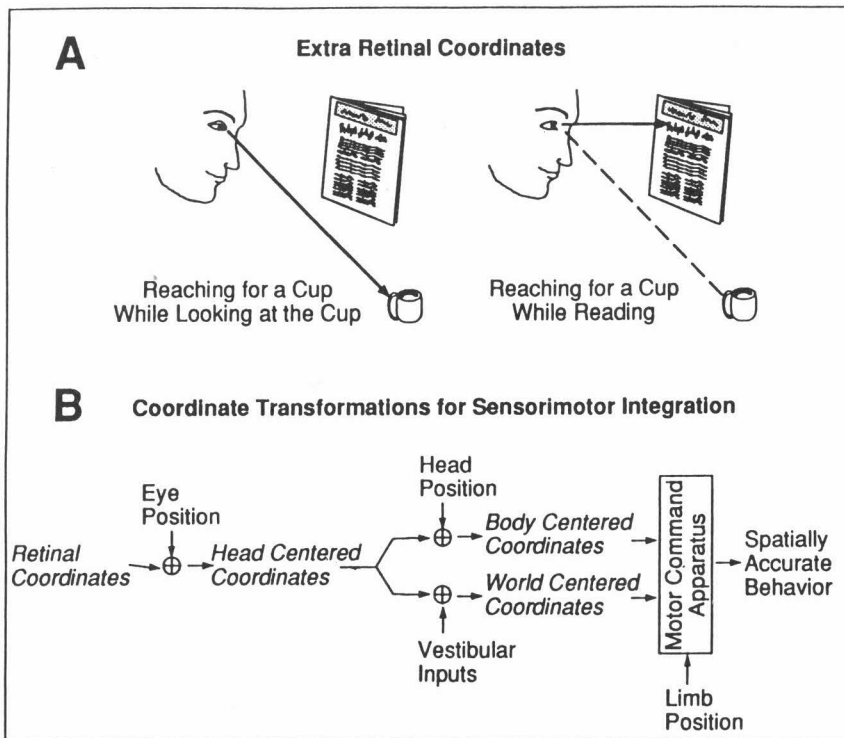 A
Extra Retinal Coordinates
Reaching for a Cup
While Looking at the Cup
Reaching for a Cup
While Reading
B
Coordinate Transformations for Sensorimotor Integration
Eye
Position
Retinal
Coordinates
Head Centered
Coordinates
Head
Position
Body Centered
Coordinates
World Centered
Coordinates
Vestibular
Inputs
Motor Command
Apparatus
Spatially
Accurate
Behavior
Limb
Position